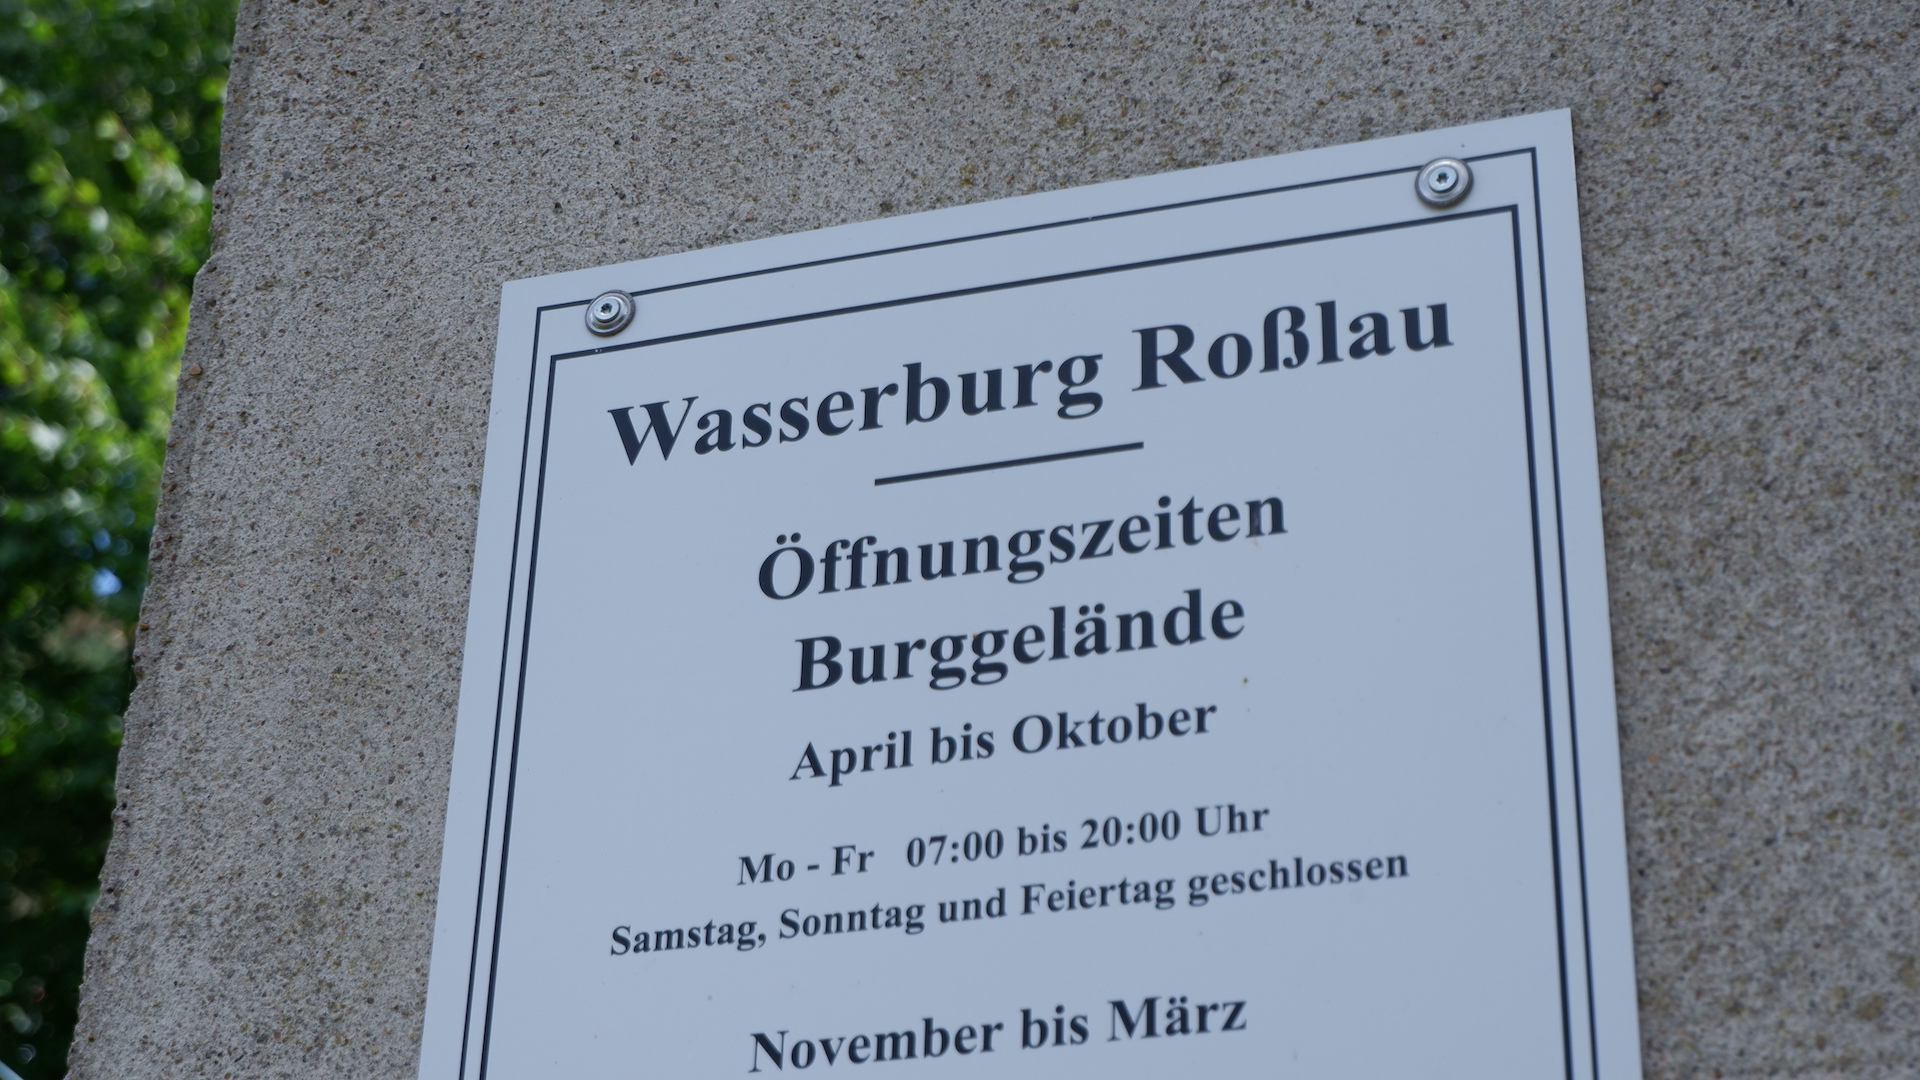 Wasserburg Roßlau
Öffnungszeiten
Burggelände
April bis Oktober
Mo - Fr 07:00 bis 20:00 Uhr
Samstag, Sonntag und Feiertag geschlossen
November bis März